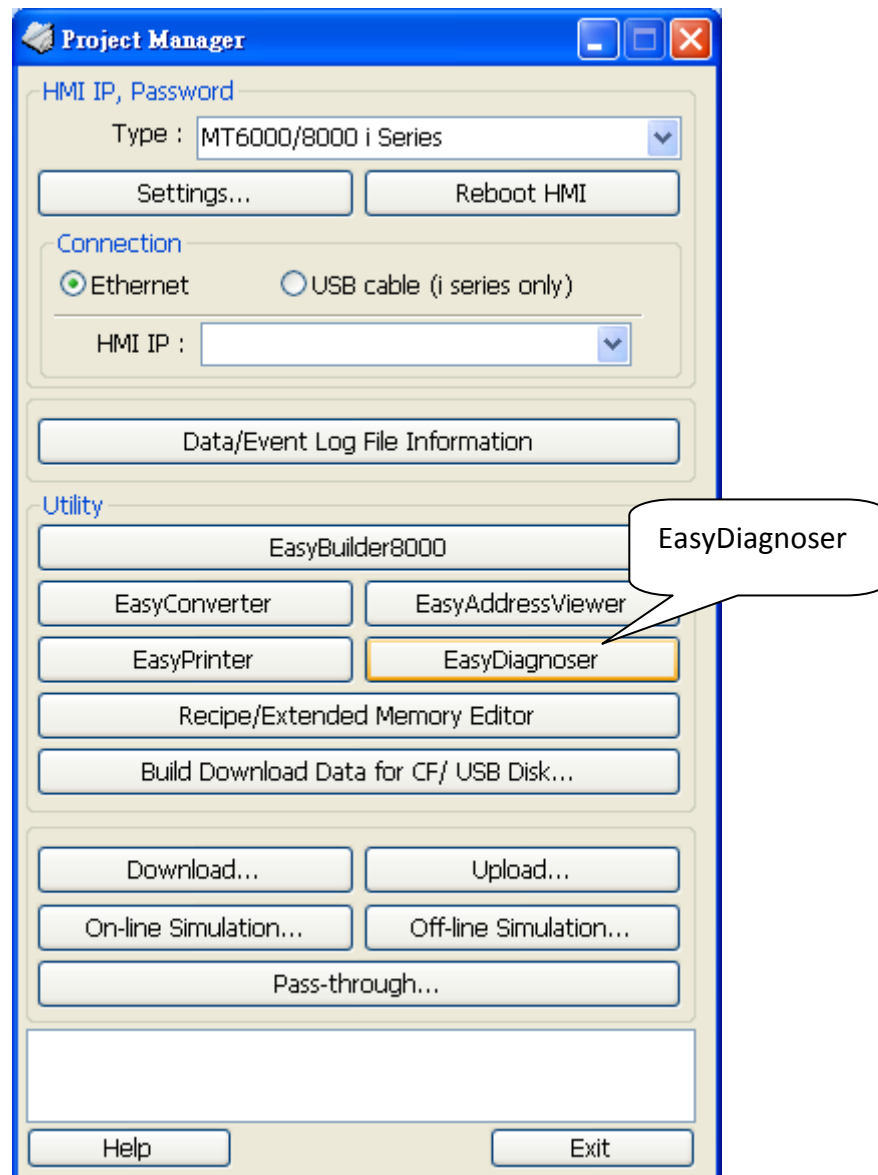 Project Manager
HMI IP, Password
Type : MT6000/8000 i Series
Settings... Reboot HMI
Connection
Ethernet USB cable (i series only)
HMI IP :
Data/Event Log File Information
Utility
EasyBuilder8000
EasyDiagnoser
EasyConverter EasyAddressViewer
EasyPrinter EasyDiagnoser
Recipe/Extended Memory Editor
Build Download Data for CF/ USB Disk...
Download... Upload...
On-line Simulation... Off-line Simulation...
Pass-through...
Help Exit